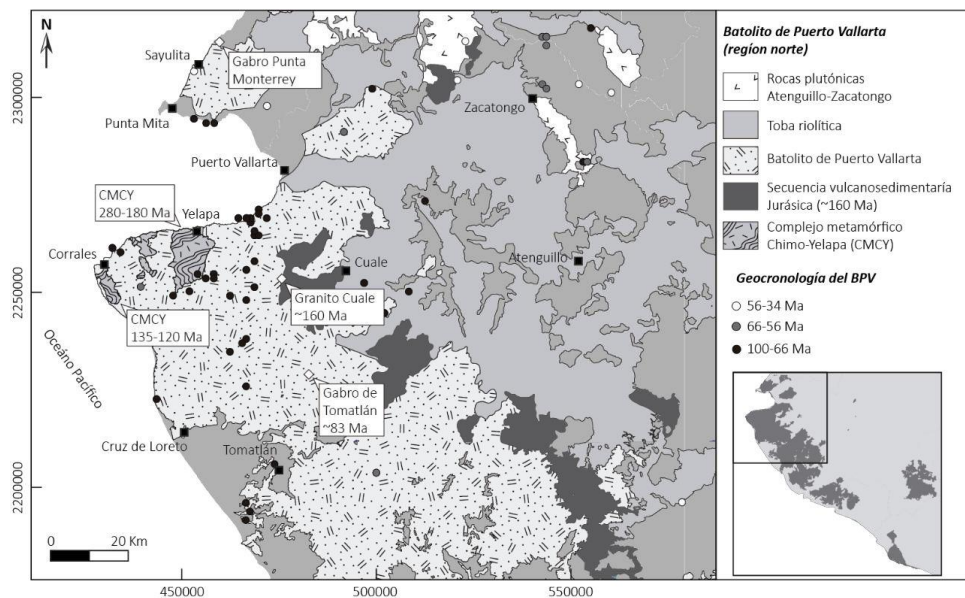 N
Sayulita
Gabro Punta
Monterrey
Punta Mita
Zacatongo
Puerto Vallarta
CMCY
280-180 Ma
Yelapa
Corrales
Cuale
Atenguillo
Granito Cuale
~160 Ma
CMCY
135-120 Ma
Océano Pacífico
Gabro de
Tomatlán
~83 Ma
Cruz de Loreto
Tomatlán
0 20 Km
2300000
2250000
2200000
450000 500000 550000
Batolito de Puerto Vallarta
(región norte)
Rocas plutónicas
Atenguillo-Zacatongo
Toba riolítica
Batolito de Puerto Vallarta
Secuencia vulcanosedimentaría
Jurásica (~160 Ma)
Complejo metamórfico
Chimo-Yelapa (CMCY)
Geocronología del BPV
56-34 Ma
66-56 Ma
100-66 Ma